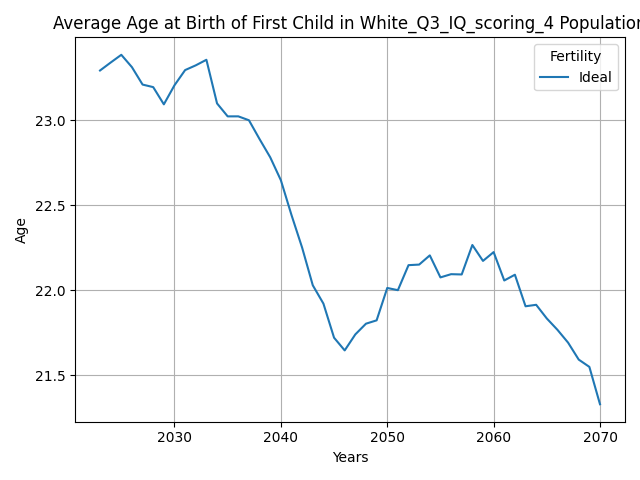 Average Age at Birth of First Child in White_Q3_IQ_scoring_4 Population
Fertility
Ideal
23.0
22.5
22.0
21.5
Age
2030 2040 2050 2060 2070
Years